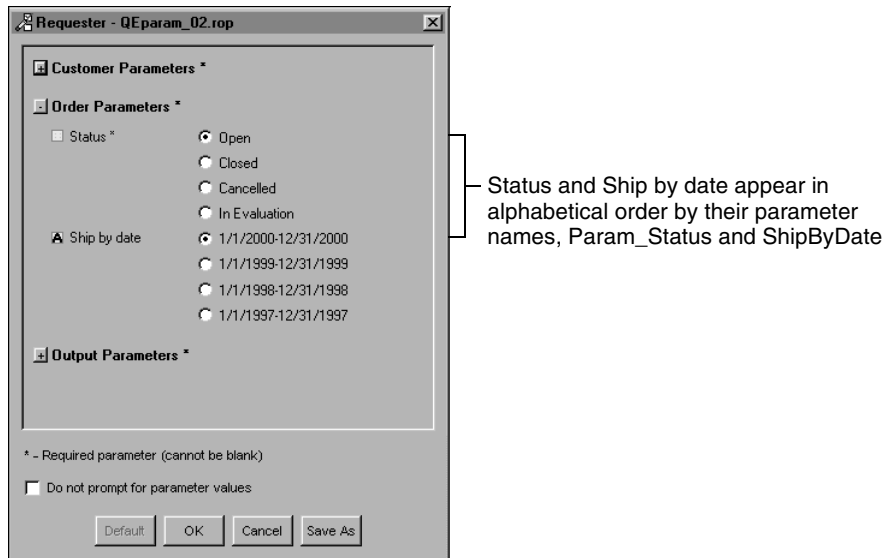 Requester - QEparam_02.rop
+ Customer Parameters *
- Order Parameters *
Status *
Open
Closed
Cancelled
In Evaluation
A Ship by date
1/1/2000-12/31/2000
1/1/1999-12/31/1999
1/1/1998-12/31/1998
1/1/1997-12/31/1997
+ Output Parameters *
* - Required parameter (cannot be blank)
Do not prompt for parameter values
Default OK Cancel Save As
Status and Ship by date appear in
alphabetical order by their parameter
names, Param_Status and ShipByDate